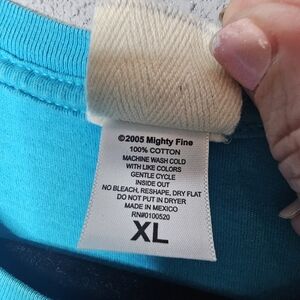 ©2005 Mighty Fine
100% COTTON
MACHINE WASH COLD
WITH LIKE COLORS
GENTLE CYCLE
INSIDE OUT
NO BLEACH, RESHAPE, DRY FLAT
DO NOT PUT IN DRYER
MADE IN MEXICO
RN#0100520
XL